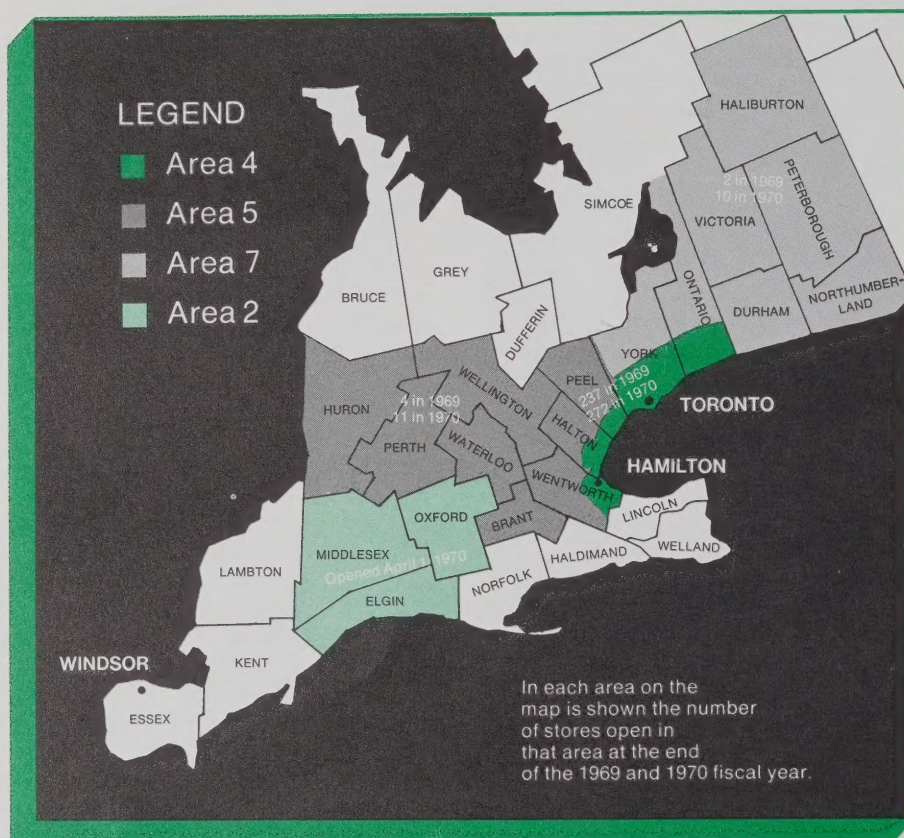 LEGEND
Area 4
Area 5
Area 7
Area 2
HALIBURTON
PETERBOROUGH
2 in 1969
10 in 1970
VICTORIA
SIMCOE
GREY
BRUCE
DUFFERIN
ONTARIO
DURHAM
NORTHUMBER-
LAND
YORK
PEEL
237 in 1969
272 in 1970
TORONTO
WELLINGTON
HURON
4 in 1969
11 in 1970
HALTON
PERTH
WATERLOO
HAMILTON
WENTWORTH
LINCOLN
OXFORD
BRANT
WELLAND
MIDDLESEX
HALDIMAND
Opened April 1, 1970
LAMBTON
NORFOLK
ELGIN
WINDSOR
KENT
ESSEX
In each area on the
map is shown the number
of stores open in
that area at the end
of the 1969 and 1970 fiscal year.